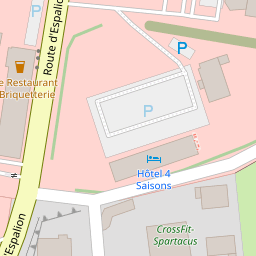 P
Route d'Espalion
P
e Restaurant
Briquetterie
P
Hôtel 4
Saisons
d'Espalion
CrossFit-
Spartacus